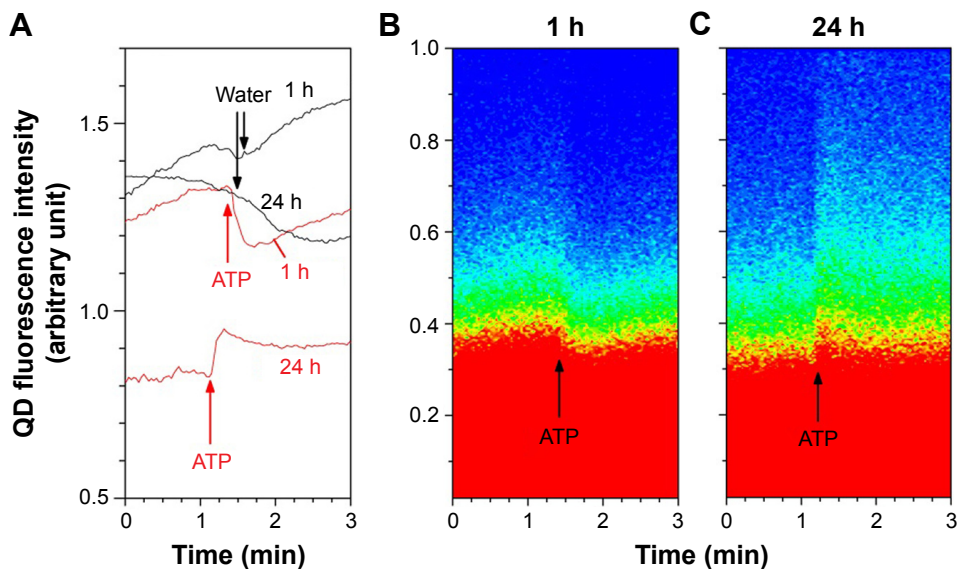 A
QD fluorescence intensity
(arbitrary unit)
1.5
1.0
0.5
Water
1 h
24 h
ATP
1 h
24 h
ATP
0
1
2
3
Time (min)
B
1 h
1.0
0.8
0.6
0.4
0.2
ATP
0
1
2
3
C
24 h
ATP
0
1
2
3
Time (min)